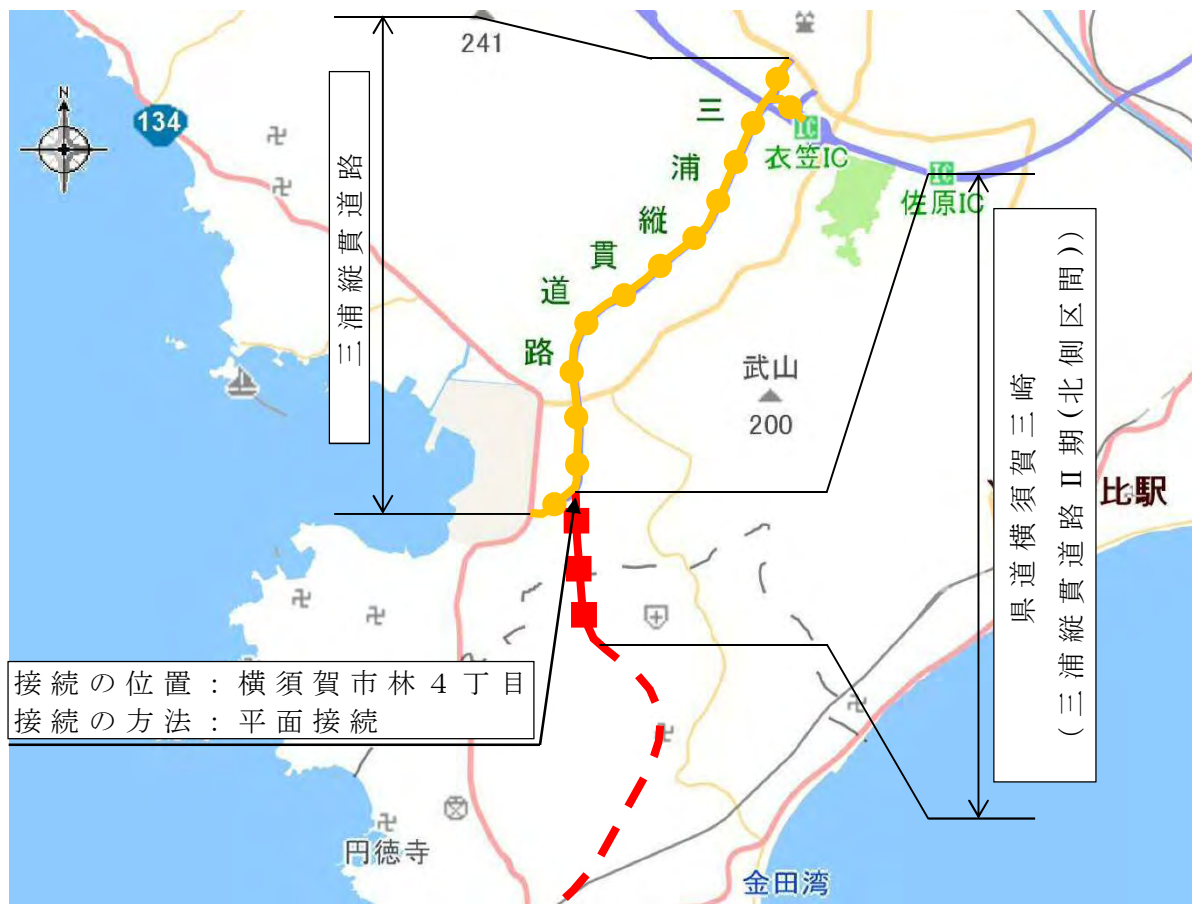 241
N
134
三浦縦貫道路
三浦縦貫道路
衣笠IC
佐原IC
武山
200
県道横須賀三崎
(三浦縦貫道路Ⅱ期(北側区間))
比駅
接続の位置：横須賀市林４丁目
接続の方法：平面接続
円徳寺
金田湾